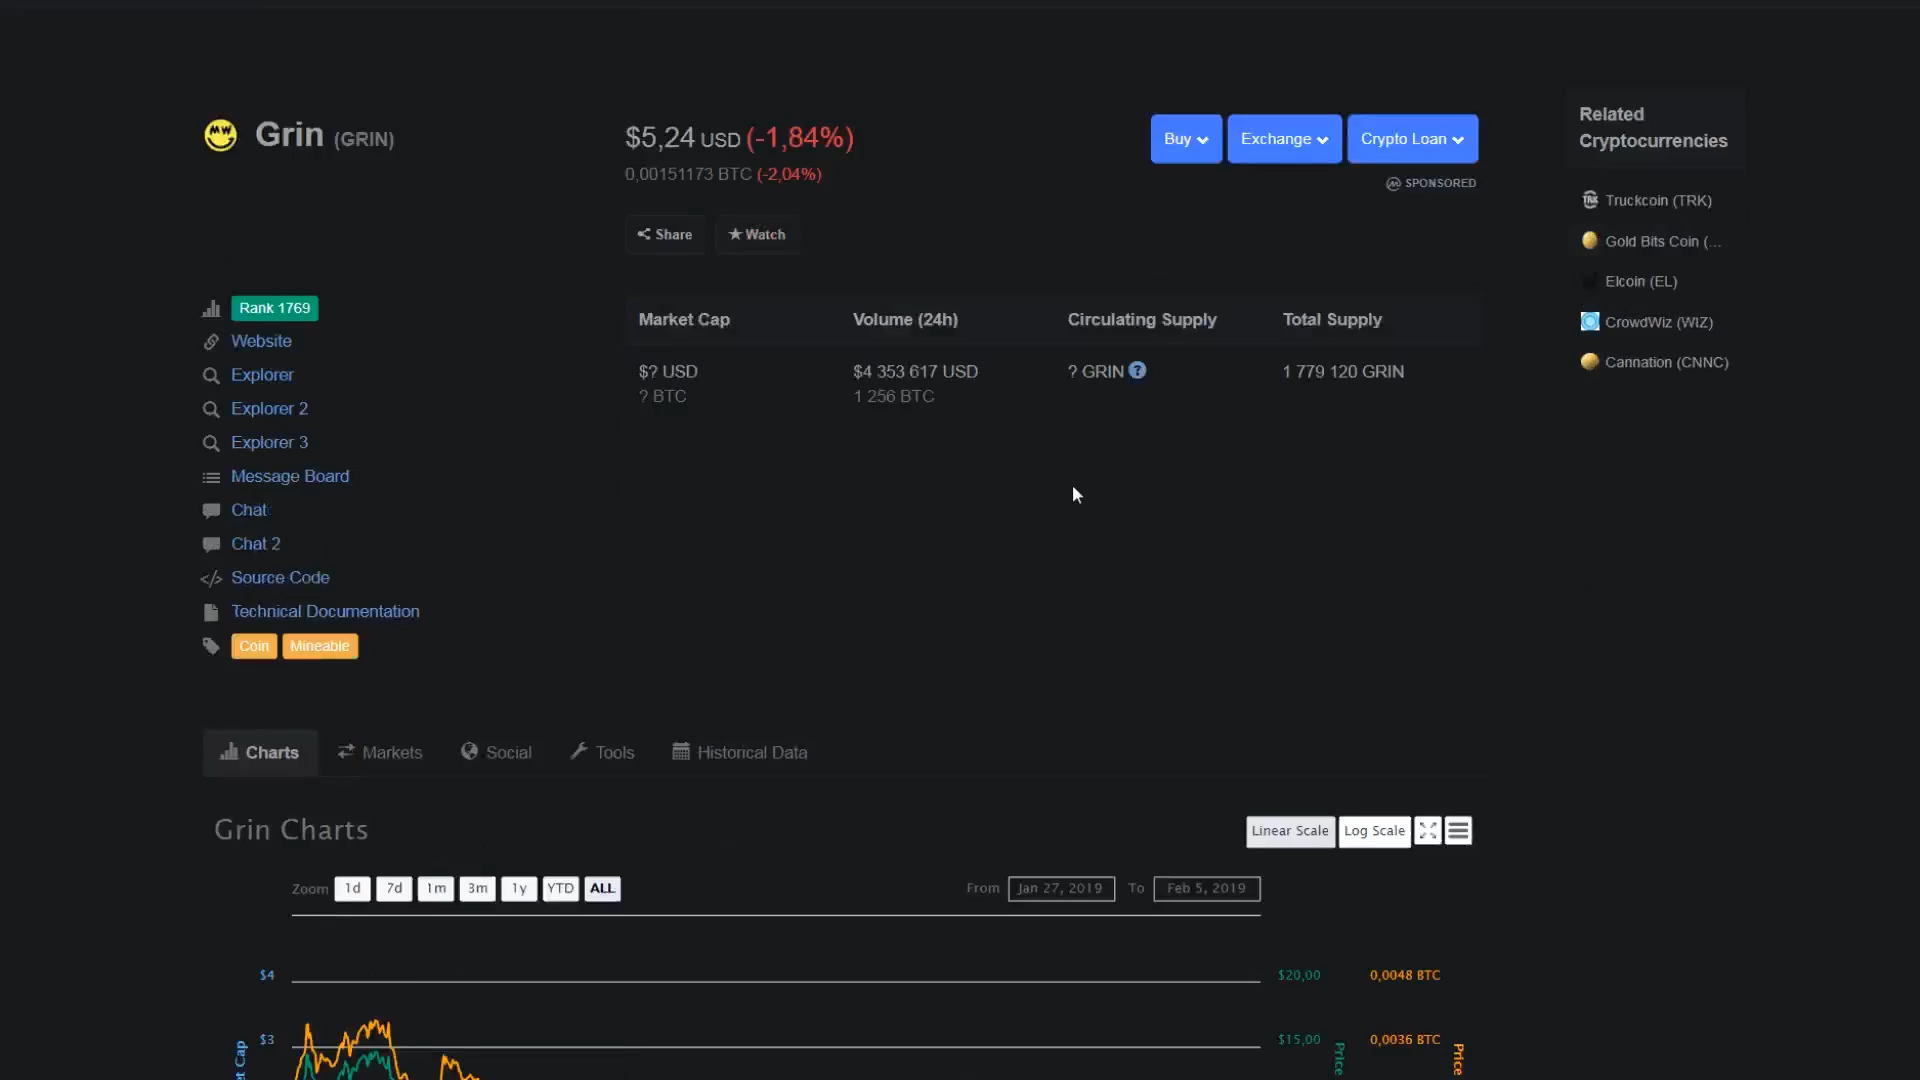 MW
Grin (GRIN)
$5,24 USD (-1,84%)
0,00151173 BTC (-2,04%)
Share
Watch
Buy
Exchange
Crypto Loan
SPONSORED
Related
Cryptocurrencies
TRK
Truckcoin (TRK)
Gold Bits Coin (...
Elcoin (EL)
CrowdWiz (WIZ)
Cannation (CNNC)
Rank 1769
Website
Explorer
Explorer 2
Explorer 3
Message Board
Chat
Chat 2
Source Code
Technical Documentation
Coin Mineable
Market Cap Volume (24h) Circulating Supply Total Supply
$? USD $4 353 617 USD ? GRIN ? 1 779 120 GRIN
? BTC 1 256 BTC
Charts Markets Social Tools Historical Data
Grin Charts
Linear Scale Log Scale
Zoom 1d 7d 1m 3m 1y YTD ALL
From Jan 27, 2019 To Feb 5, 2019
$4 $20,00 0,0048 BTC
$3 $15,00 0,0036 BTC
Cap
Price
Price